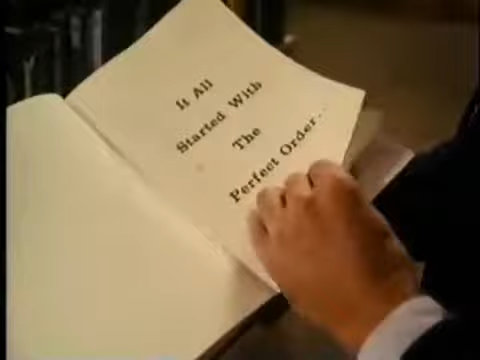 It All
Started With
The
Perfect Order...